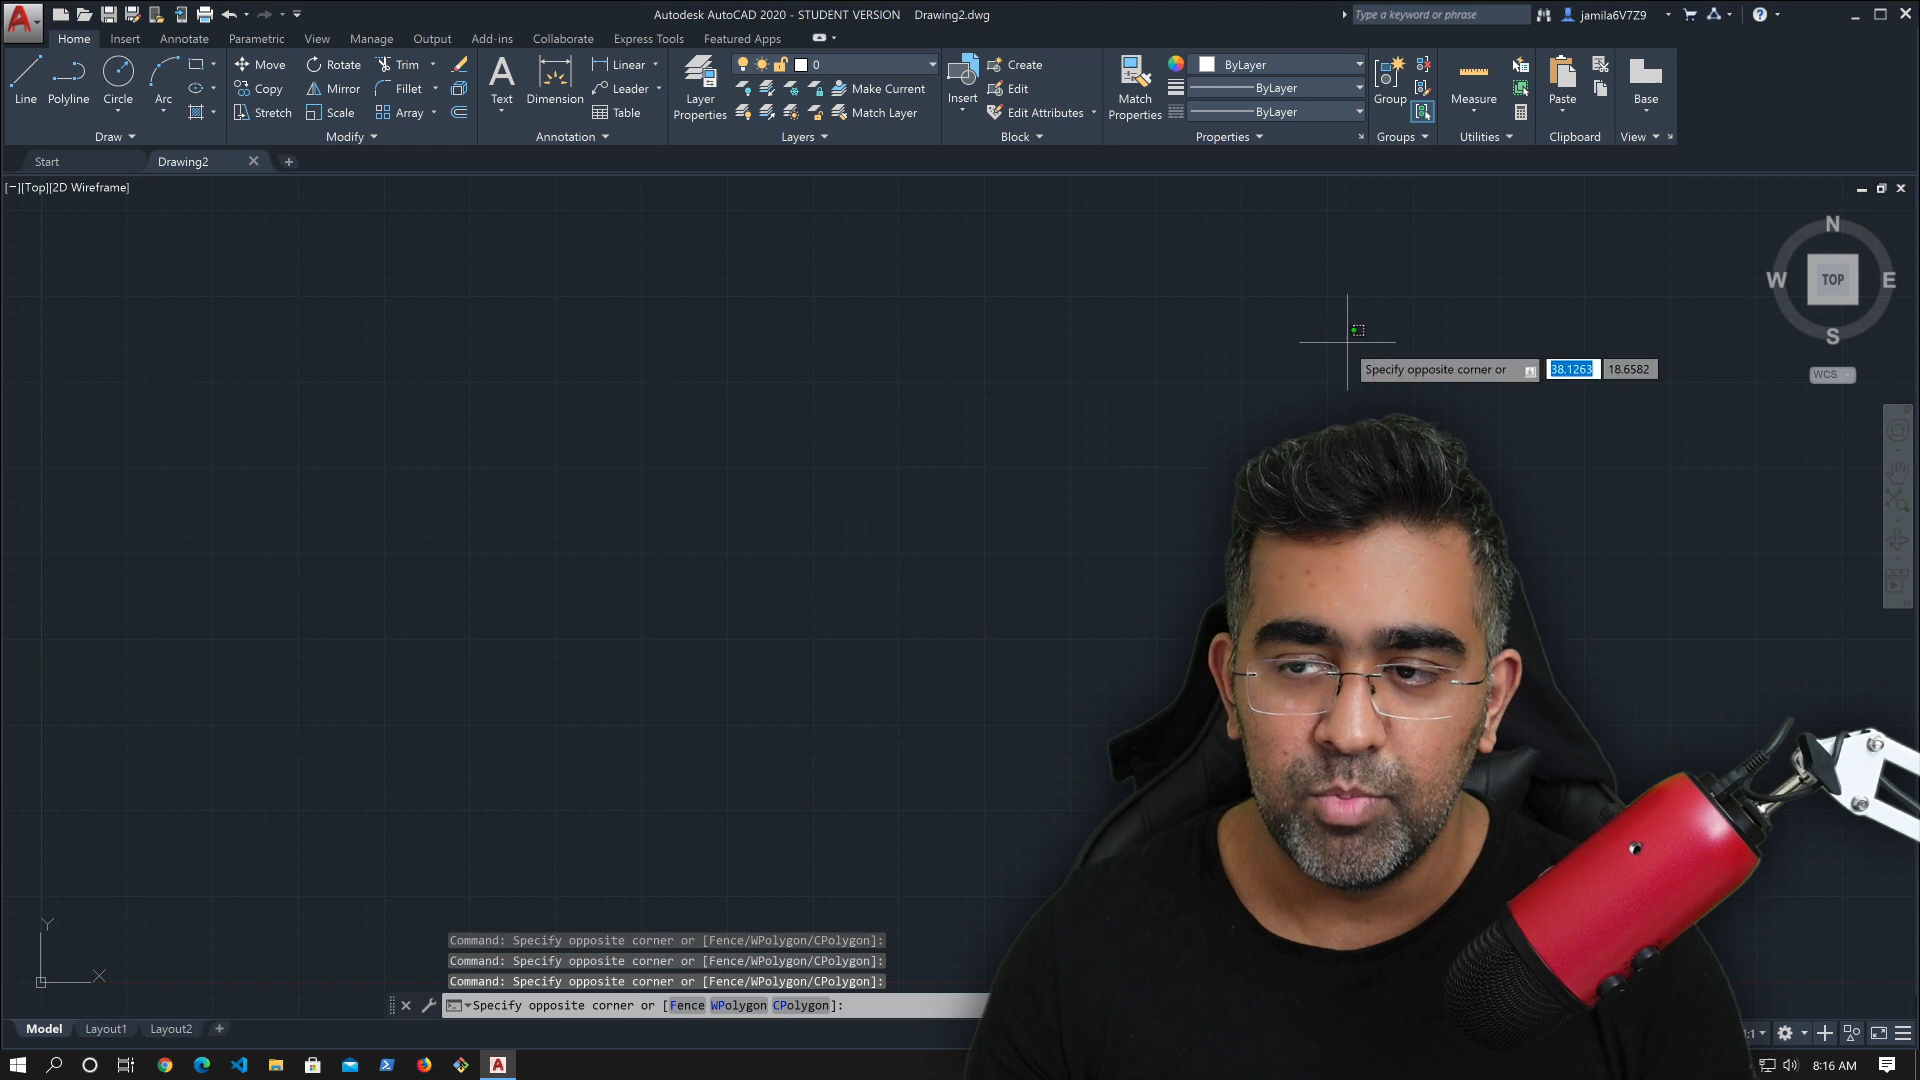 Autodesk AutoCAD 2020 - STUDENT VERSION Drawing2.dwg
Type a keyword or phrase
jamila6V7Z9
Home Insert Annotate Parametric View Manage Output Add-ins Collaborate Express Tools Featured Apps
Line Polyline Circle Arc
Move Rotate Trim
Copy Mirror Fillet
Stretch Scale Array
Text Dimension
Linear
Leader
Table
Layer Properties
0
Make Current
Match Layer
Insert
Create
Edit
Edit Attributes
Match Properties
ByLayer
ByLayer
ByLayer
Group
Measure
Paste
Base
Draw Modify Annotation Layers Block Properties Groups Utilities Clipboard View
Start Drawing2
[−][Top][2D Wireframe]
N
W TOP E
S
WCS
Specify opposite corner or 38.1263 18.6582
Y
X
Command: Specify opposite corner or [Fence/WPolygon/CPolygon]:
Command: Specify opposite corner or [Fence/WPolygon/CPolygon]:
Command: Specify opposite corner or [Fence/WPolygon/CPolygon]:
Specify opposite corner or [Fence WPolygon CPolygon]:
Model Layout1 Layout2
8:16 AM